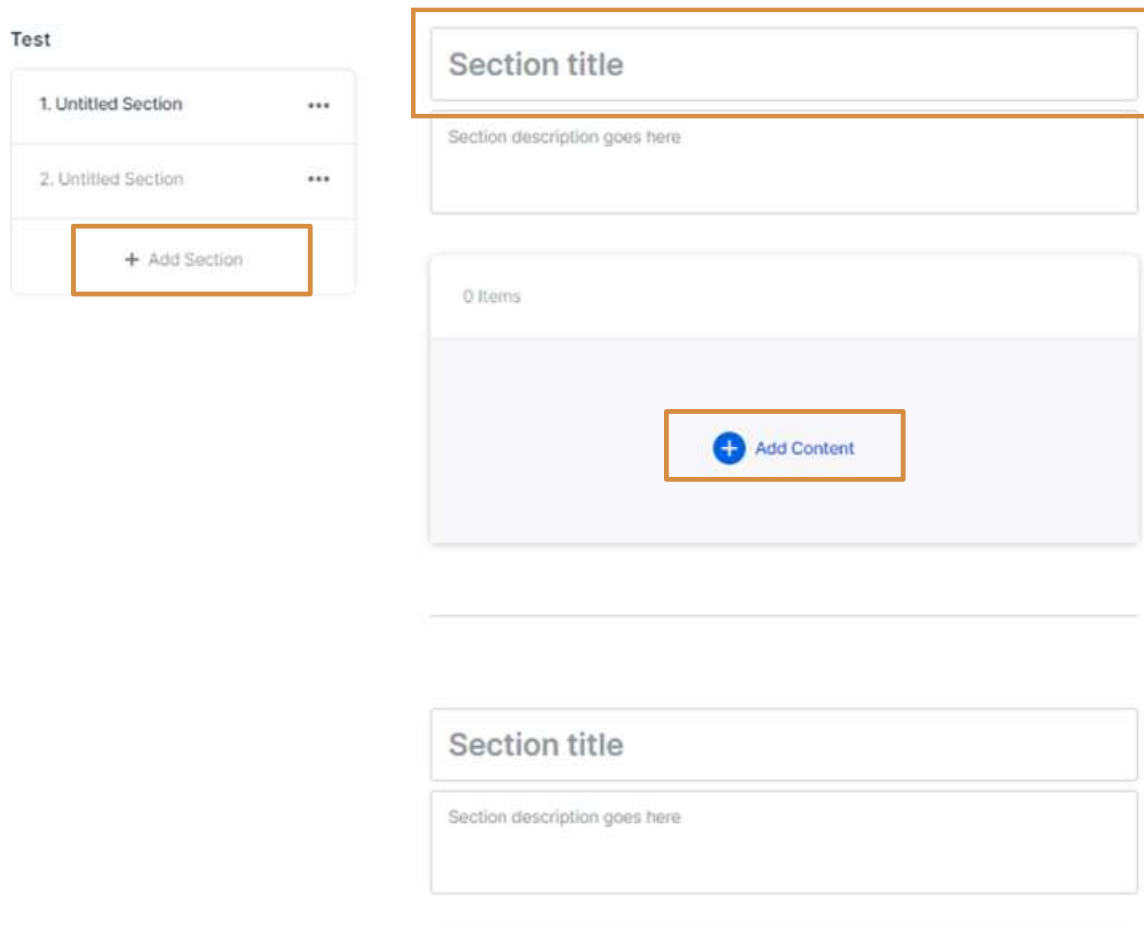 Test
1. Untitled Section
2. Untitled Section
+ Add Section
Section title
Section description goes here
0 Items
Add Content
Section title
Section description goes here